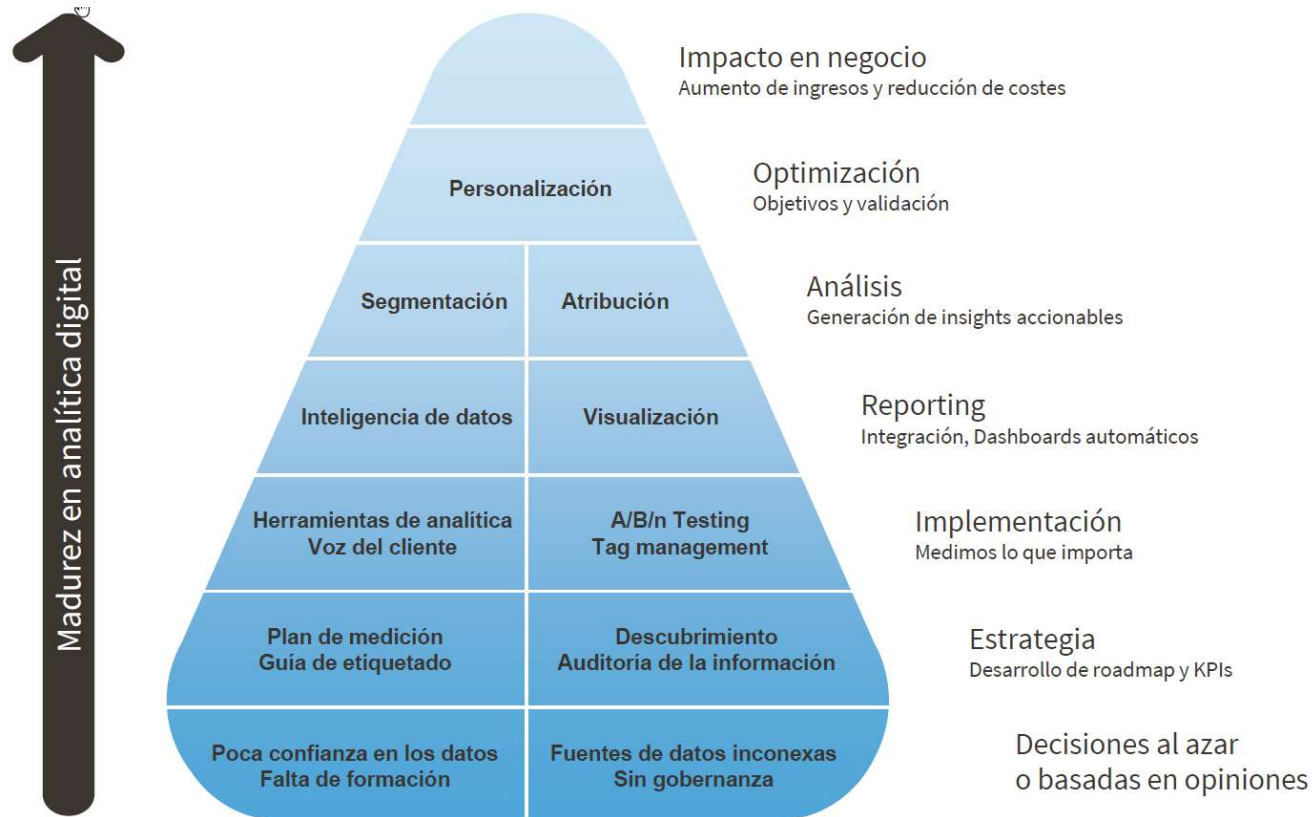 Madurez en analítica digital
Impacto en negocio
Aumento de ingresos y reducción de costes
Personalización
Optimización
Objetivos y validación
Segmentación
Atribución
Análisis
Generación de insights accionables
Inteligencia de datos
Visualización
Reporting
Integración, Dashboards automáticos
Herramientas de analítica
Voz del cliente
A/B/n Testing
Tag management
Implementación
Medimos lo que importa
Plan de medición
Guía de etiquetado
Descubrimiento
Auditoría de la información
Estrategia
Desarrollo de roadmap y KPIs
Poca confianza en los datos
Falta de formación
Fuentes de datos inconexas
Sin gobernanza
Decisiones al azar
o basadas en opiniones